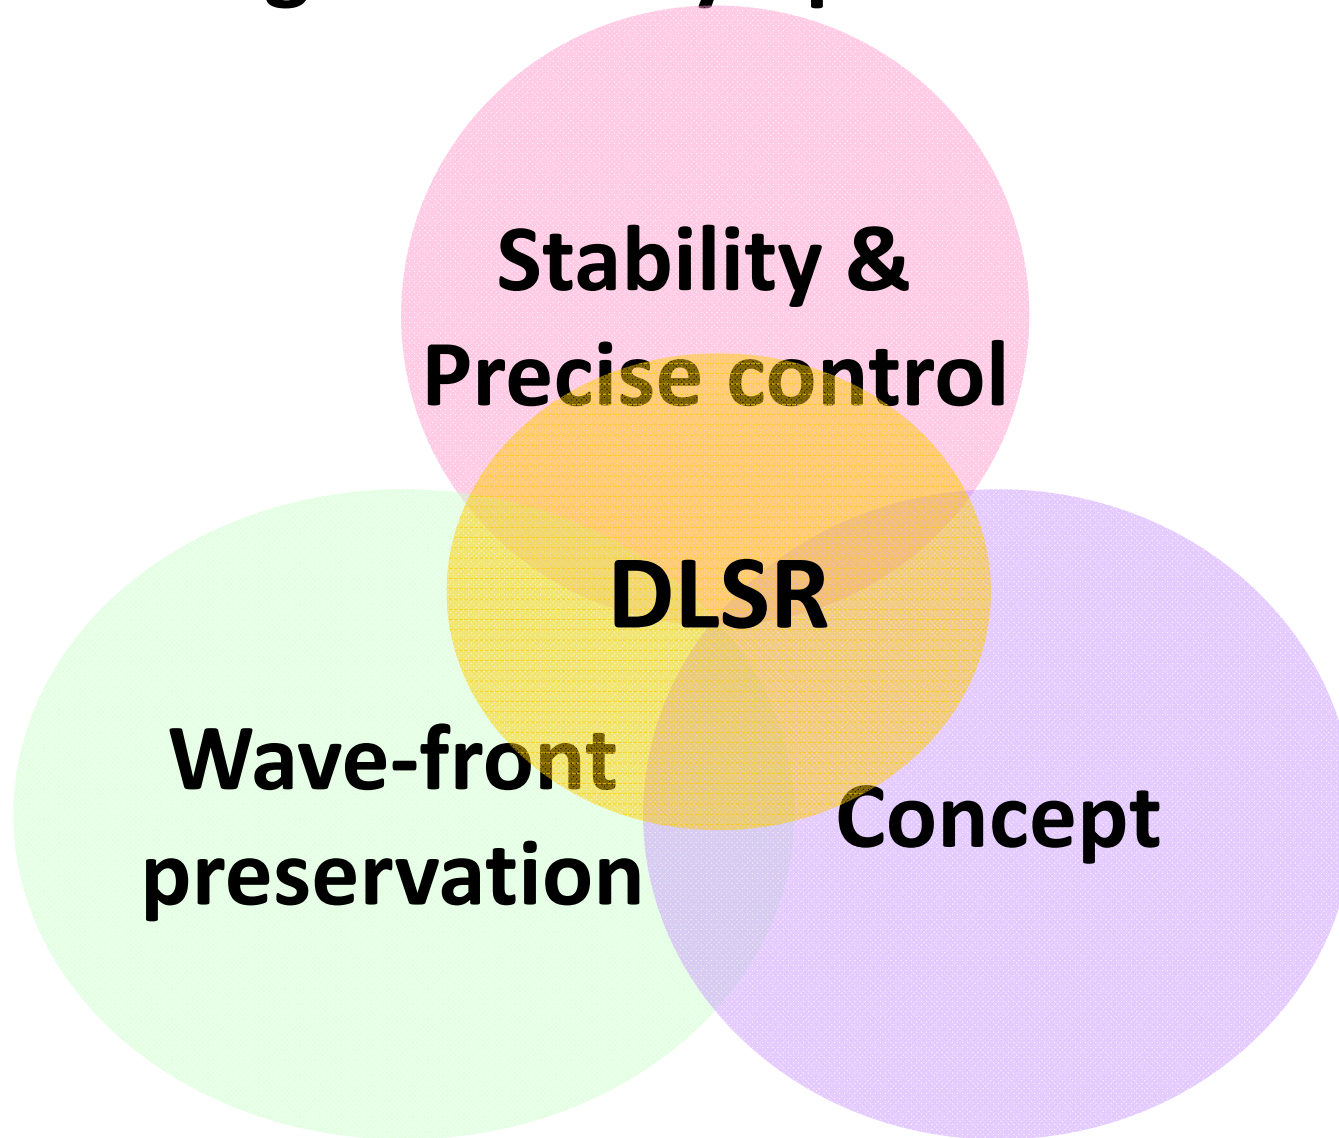 Stability &
Precise control
DLSR
Wave-front
preservation
Concept